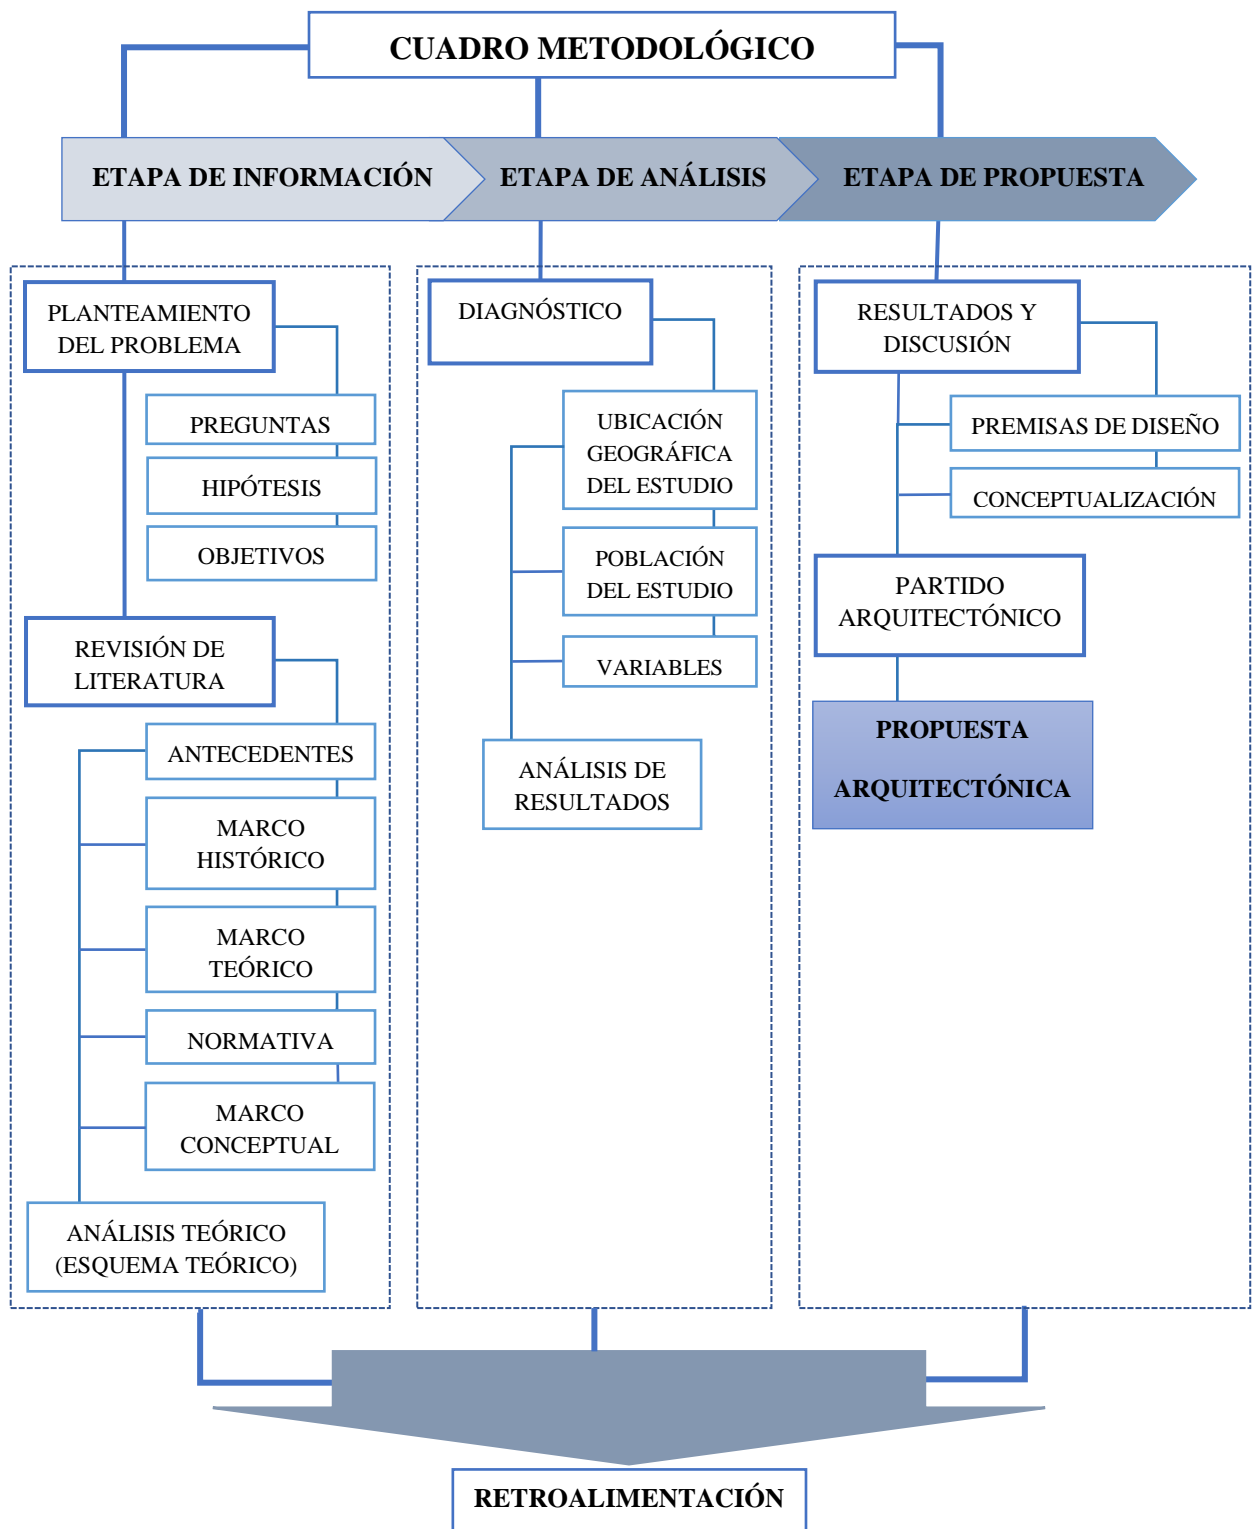 CUADRO METODOLÓGICO
ETAPA DE INFORMACIÓN
ETAPA DE ANÁLISIS
ETAPA DE PROPUESTA
PLANTEAMIENTO
DEL PROBLEMA
PREGUNTAS
HIPÓTESIS
OBJETIVOS
REVISIÓN DE
LITERATURA
ANTECEDENTES
MARCO
HISTÓRICO
MARCO
TEÓRICO
NORMATIVA
MARCO
CONCEPTUAL
ANÁLISIS TEÓRICO
(ESQUEMA TEÓRICO)
DIAGNÓSTICO
UBICACIÓN
GEOGRÁFICA
DEL ESTUDIO
POBLACIÓN
DEL ESTUDIO
VARIABLES
ANÁLISIS DE
RESULTADOS
RESULTADOS Y
DISCUSIÓN
PREMISAS DE DISEÑO
CONCEPTUALIZACIÓN
PARTIDO
ARQUITECTÓNICO
PROPUESTA
ARQUITECTÓNICA
RETROALIMENTACIÓN